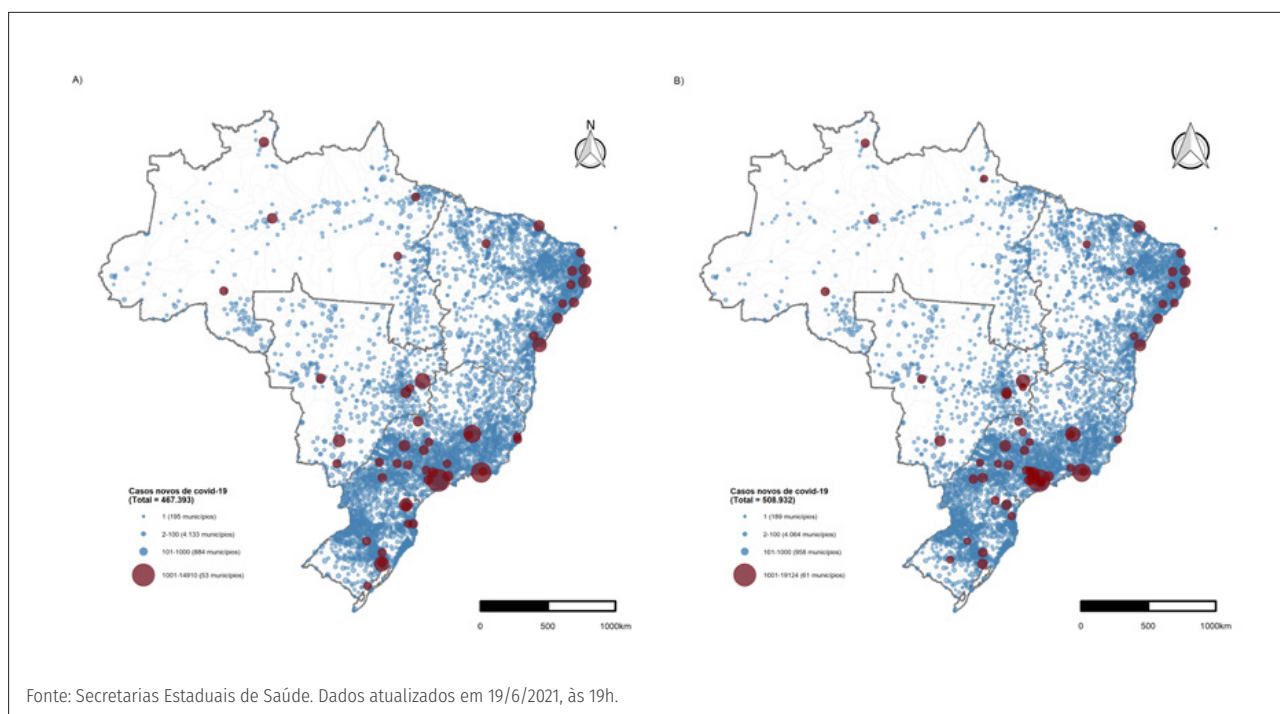 A)
B)
N
Casos novos de covid-19
(Total = 467.393)
1 (195 municípios)
2-100 (4.133 municípios)
101-1000 (884 municípios)
1001-14910 (53 municípios)
0 500 1000km
Casos novos de covid-19
(Total = 508.932)
1 (189 municípios)
2-100 (4.064 municípios)
101-1000 (958 municípios)
1001-19124 (61 municípios)
0 500 1000km
Fonte: Secretarias Estaduais de Saúde. Dados atualizados em 19/6/2021, às 19h.